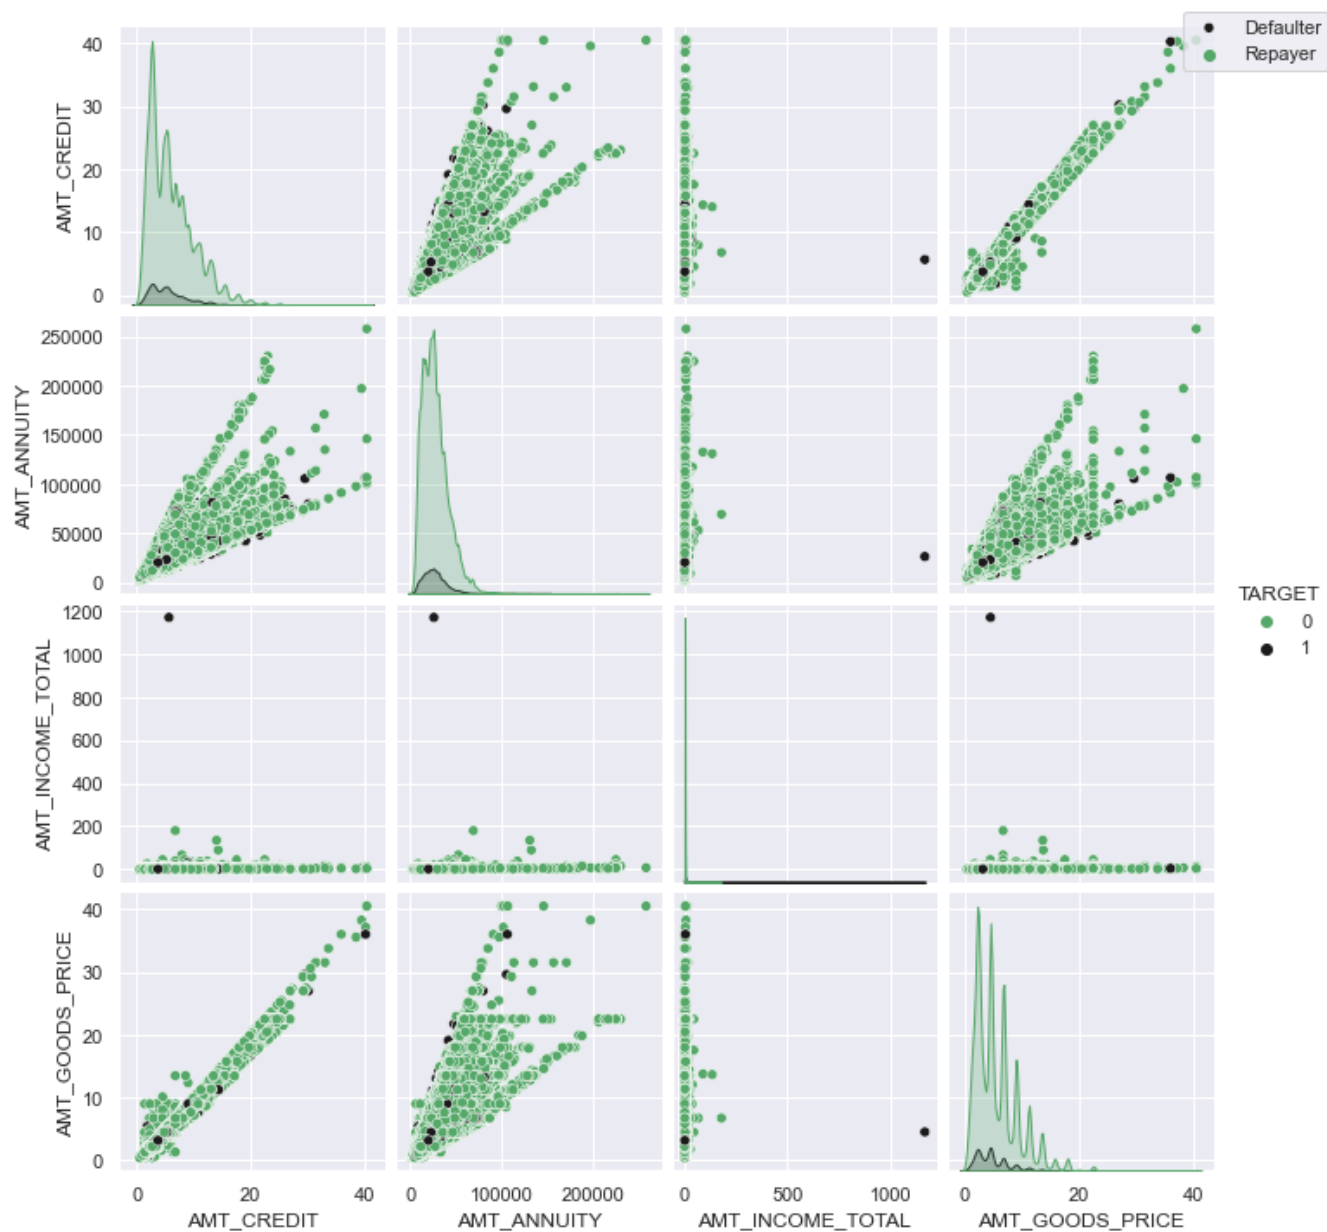 Defaulter
Repayer
AMT_CREDIT
40
30
20
10
0
AMT_ANNUITY
250000
200000
150000
100000
50000
0
AMT_INCOME_TOTAL
1200
1000
800
600
400
200
0
TARGET
0
1
AMT_GOODS_PRICE
40
30
20
10
0
0 20 40
0 100000 200000
0 500 1000
0 20 40
AMT_CREDIT
AMT_ANNUITY
AMT_INCOME_TOTAL
AMT_GOODS_PRICE